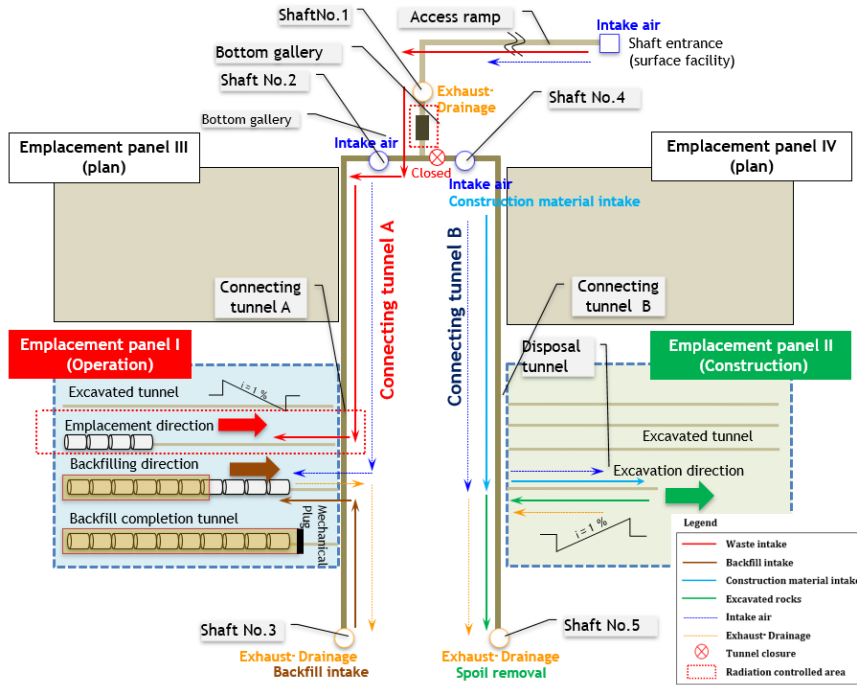 ShaftNo.1
Access ramp
Intake air
Shaft entrance
(surface facility)
Bottom gallery
Shaft No.2
Exhaust-
Drainage
Shaft No.4
Bottom gallery
Intake air
Closed
Intake air
Construction material intake
Emplacement panel III
(plan)
Emplacement panel IV
(plan)
Connecting tunnel A
Connecting tunnel B
Connecting
tunnel A
Connecting
tunnel B
Emplacement panel I
(Operation)
Disposal
tunnel
Emplacement panel II
(Construction)
Excavated tunnel
i = 1 %
Emplacement direction
Excavated tunnel
Backfilling direction
Excavation direction
Backfill completion tunnel
Mechanical
Plug
i = 1 %
Shaft No.3
Exhaust- Drainage
Backfill intake
Shaft No.5
Exhaust- Drainage
Spoil removal
Legend
Waste intake
Backfill intake
Construction material intake
Excavated rocks
Intake air
Exhaust- Drainage
Tunnel closure
Radiation controlled area